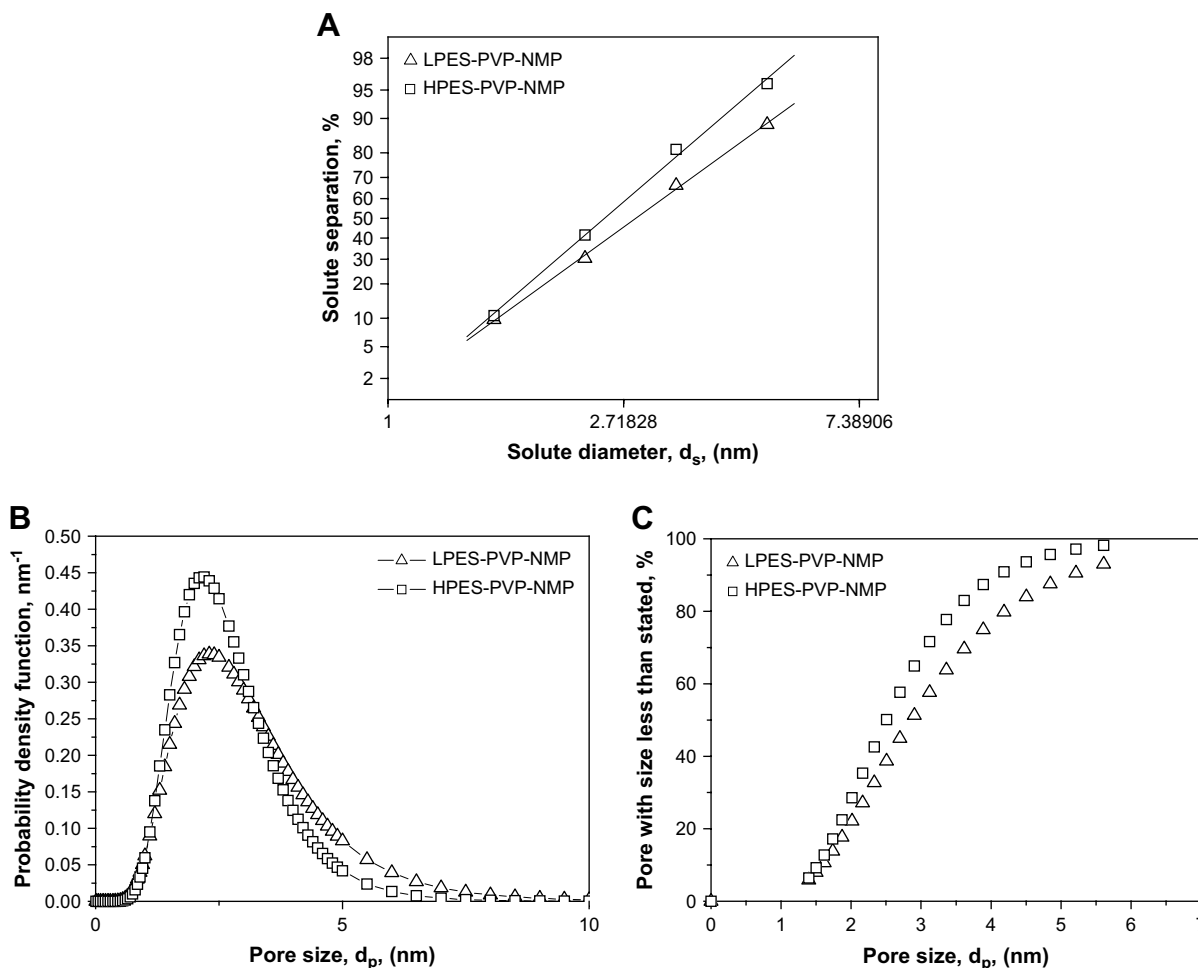 A
LPES-PVP-NMP
HPES-PVP-NMP
98
95
90
80
70
60
50
40
30
20
10
5
2
Solute separation, %
1 2.71828 7.38906
Solute diameter, ds, (nm)
B
LPES-PVP-NMP
HPES-PVP-NMP
0.50
0.45
0.40
0.35
0.30
0.25
0.20
0.15
0.10
0.05
0.00
Probability density function, nm-1
0 5 10
Pore size, dp, (nm)
C
LPES-PVP-NMP
HPES-PVP-NMP
100
80
60
40
20
0
Pore with size less than stated, %
0 1 2 3 4 5 6 7
Pore size, dp, (nm)